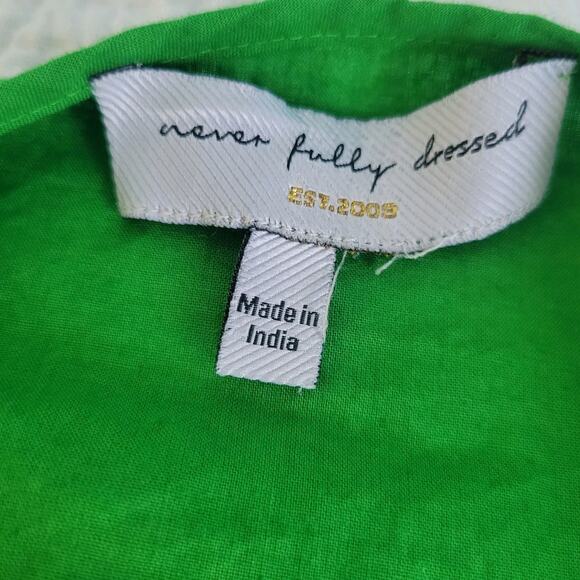 never fully dressed
EST.2009
Made in
India